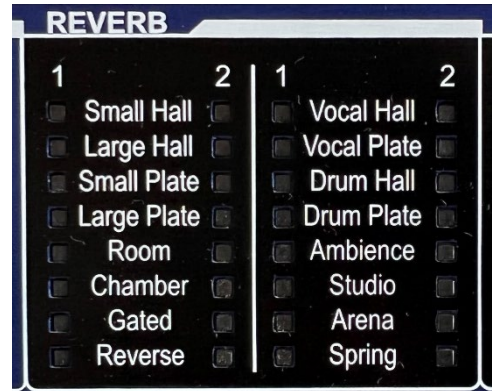 REVERB
1 2 1 2
Small Hall Vocal Hall
Large Hall Vocal Plate
Small Plate Drum Hall
Large Plate Drum Plate
Room Ambience
Chamber Studio
Gated Arena
Reverse Spring